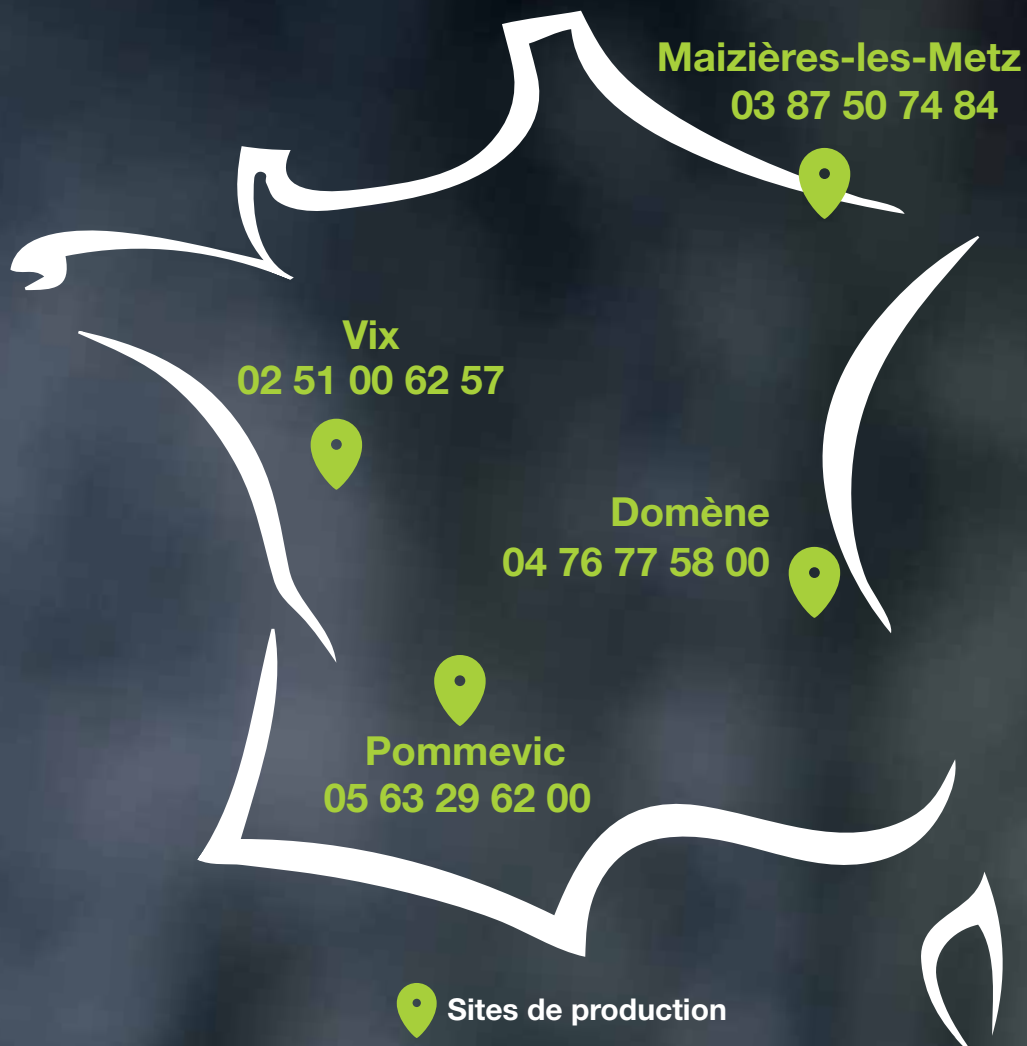 Maizières-les-Metz
03 87 50 74 84
Vix
02 51 00 62 57
Domène
04 76 77 58 00
Pommevic
05 63 29 62 00
Sites de production